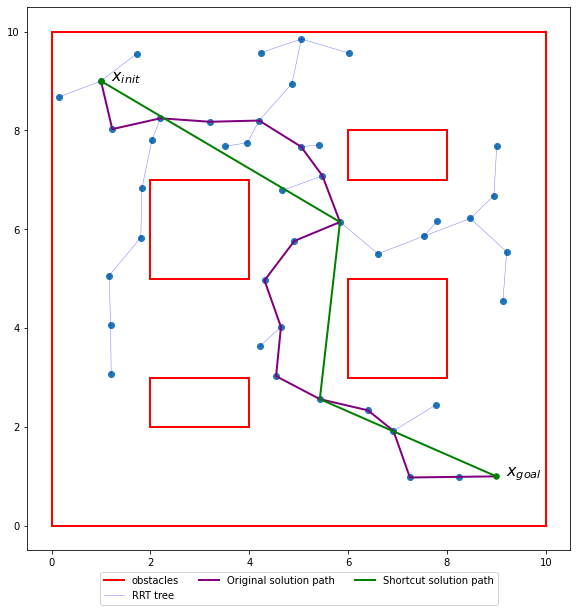 10
8
6
4
2
0
x_init
x_goal
0 2 4 6 8 10
obstacles Original solution path Shortcut solution path
RRT tree